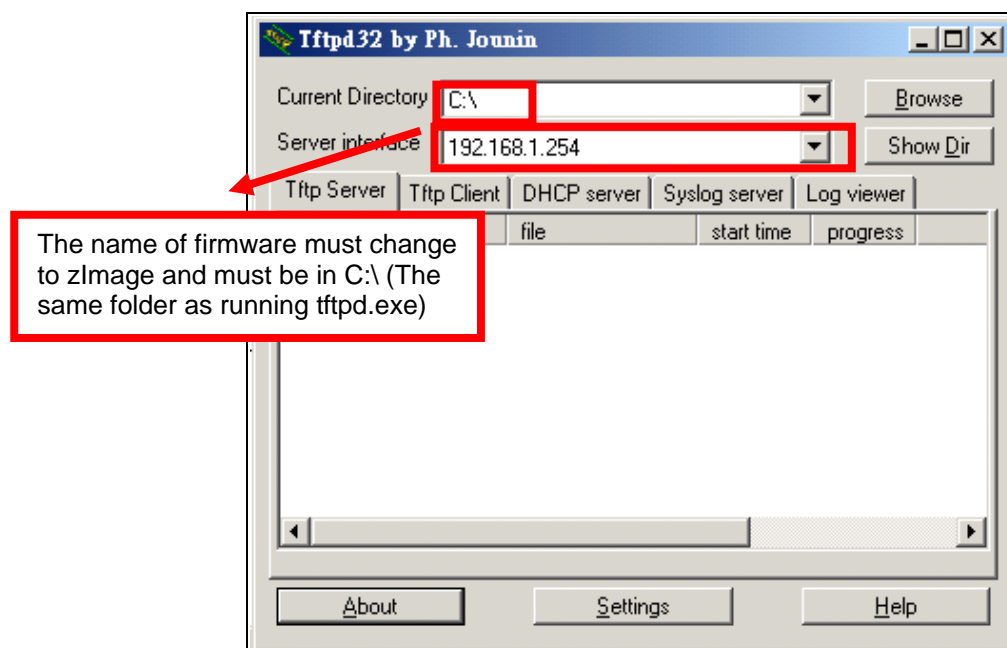 Tftpd32 by Ph. Jounin
Current Directory C:\ Browse
Server interface 192.168.1.254 Show Dir
Tftp Server Tftp Client DHCP server Syslog server Log viewer
file start time progress
The name of firmware must change
to zImage and must be in C:\ (The
same folder as running tftpd.exe)
About Settings Help